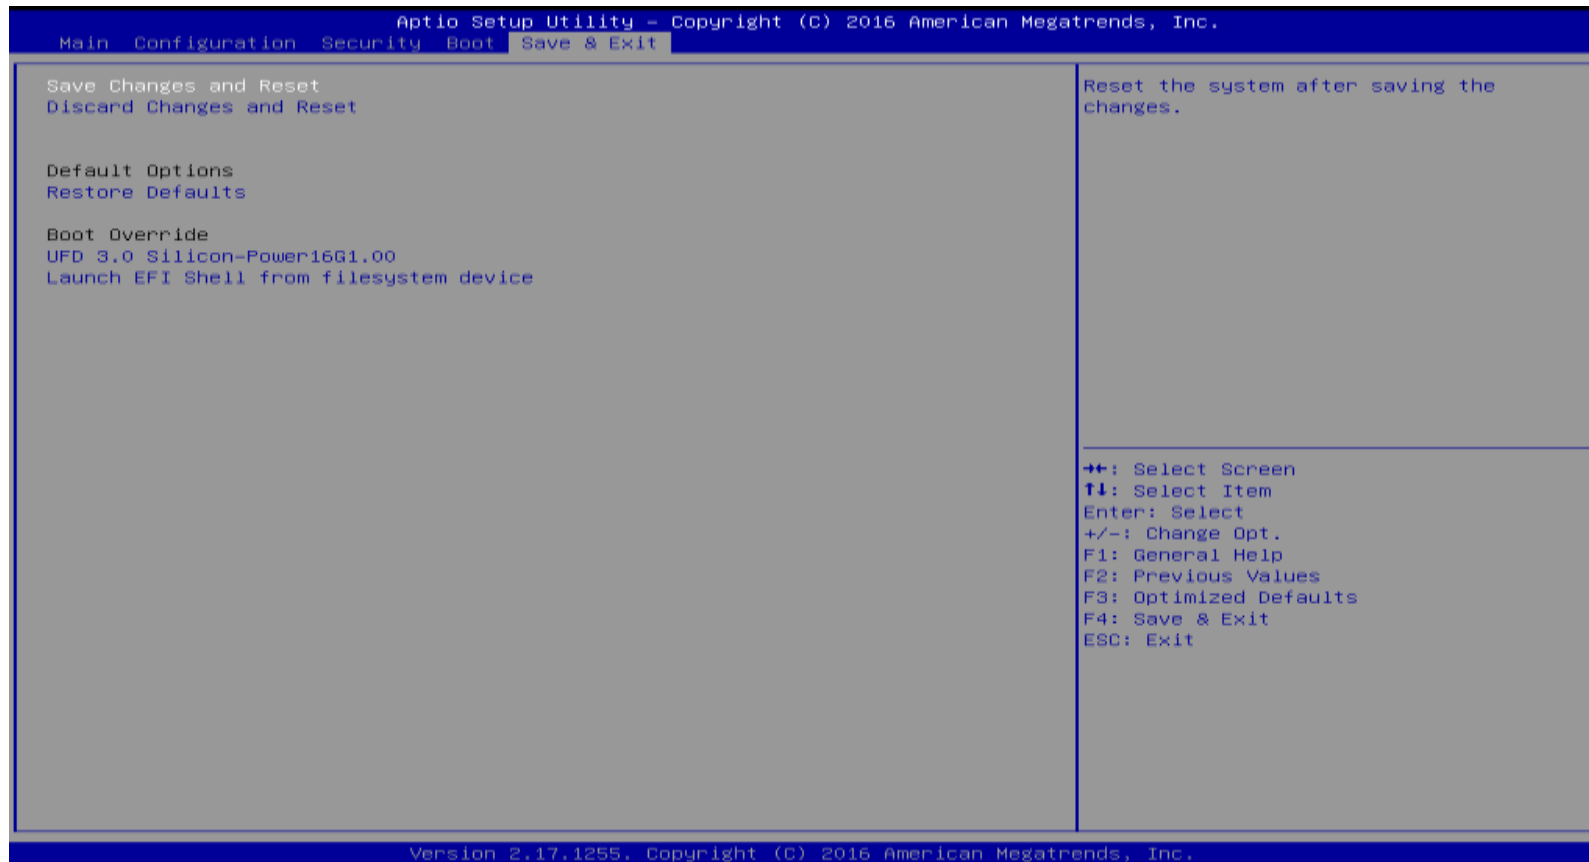 Aptio Setup Utility – Copyright (C) 2016 American Megatrends, Inc.
Main Configuration Security Boot Save & Exit
Save Changes and Reset
Discard Changes and Reset
Default Options
Restore Defaults
Boot Override
UFD 3.0 Silicon-Power16G1.00
Launch EFI Shell from filesystem device
Reset the system after saving the
changes.
→←: Select Screen
↑↓: Select Item
Enter: Select
+/-: Change Opt.
F1: General Help
F2: Previous Values
F3: Optimized Defaults
F4: Save & Exit
ESC: Exit
Version 2.17.1255. Copyright (C) 2016 American Megatrends, Inc.